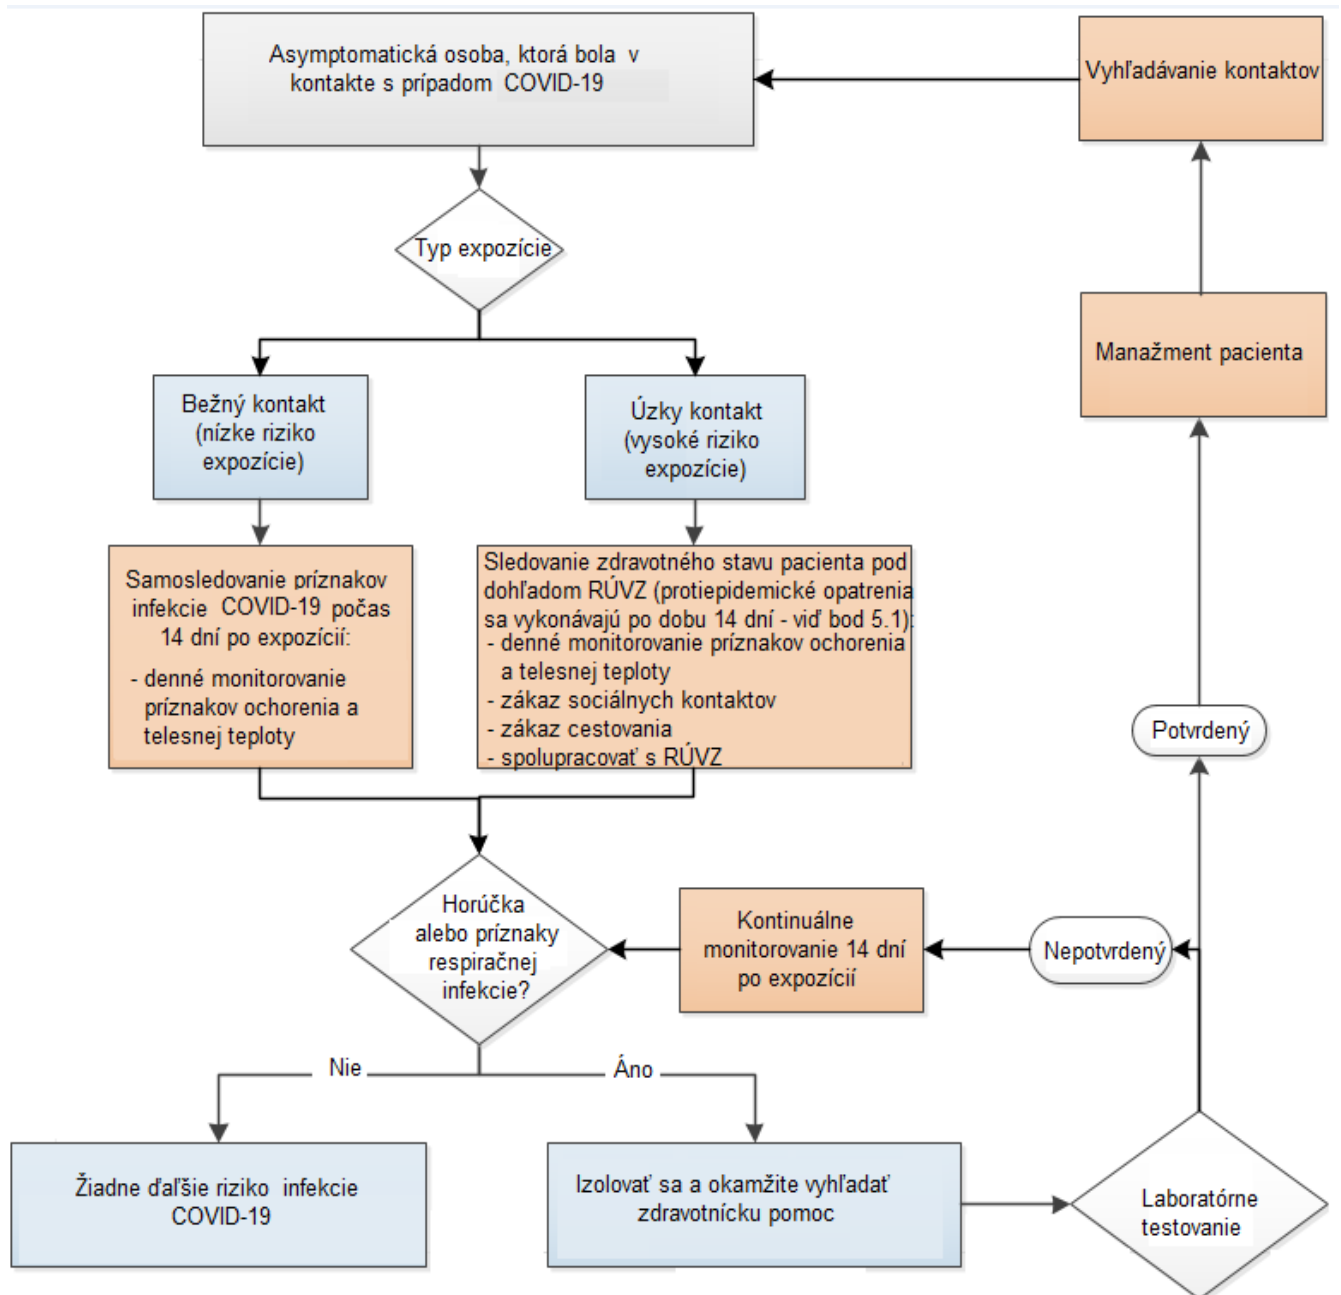 Asymptomatická osoba, ktorá bola v
kontakte s prípadom COVID-19
Vyhľadávanie kontaktov
Typ expozície
Manažment pacienta
Bežný kontakt
(nízke riziko
expozície)
Úzky kontakt
(vysoké riziko
expozície)
Samosledovanie príznakov
infekcie COVID-19 počas
14 dní po expozícií:
- denné monitorovanie
príznakov ochorenia a
telesnej teploty
Sledovanie zdravotného stavu pacienta pod
dohľadom RÚVZ (protiepidemické opatrenia
sa vykonávajú po dobu 14 dní - viď bod 5.1):
- denné monitorovanie príznakov ochorenia
a telesnej teploty
- zákaz sociálnych kontaktov
- zákaz cestovania
- spolupracovať s RÚVZ
Potvrdený
Horúčka
alebo príznaky
respiračnej
infekcie?
Kontinuálne
monitorovanie 14 dní
po expozícií
Nepotvrdený
Nie
Áno
Žiadne ďaľšie riziko infekcie
COVID-19
Izolovať sa a okamžite vyhľadať
zdravotnícku pomoc
Laboratórne
testovanie